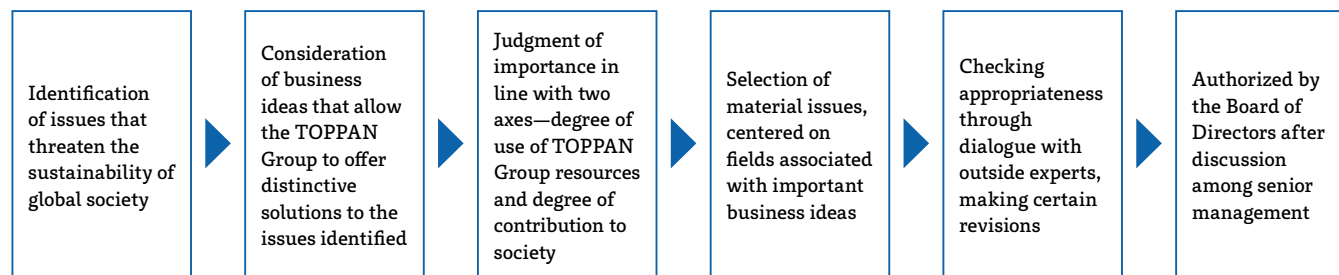 Identification
of issues that
threaten the
sustainability of
global society
Consideration
of business
ideas that allow
the TOPPAN
Group to offer
distinctive
solutions to the
issues identified
Judgment of
importance in
line with two
axes—degree of
use of TOPPAN
Group resources
and degree of
contribution to
society
Selection of
material issues,
centered on
fields associated
with important
business ideas
Checking
appropriateness
through
dialogue with
outside experts,
making certain
revisions
Authorized by
the Board of
Directors after
discussion
among senior
management